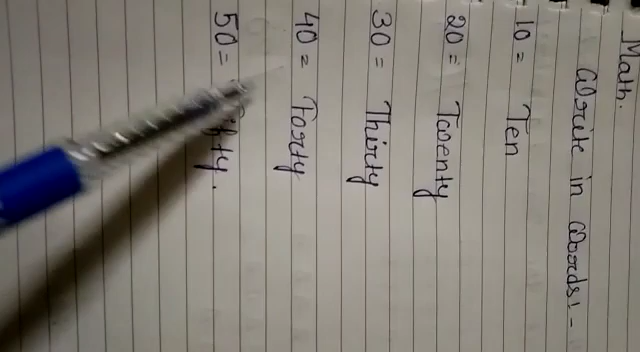 Math.
Write in Words:-
10 = Ten
20 = Twenty
30 = Thirty
40 = Forty
50 =